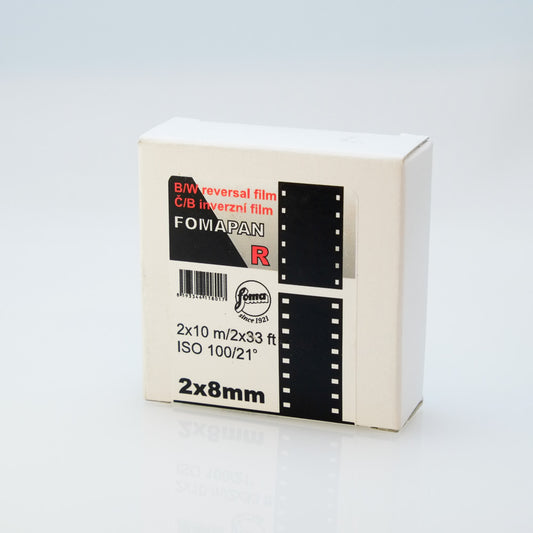 B/W reversal film
Č/B inverzní film
FOMAPAN
R
foma
since 1921
2x10 m/2x33 ft
ISO 100/21°
2x8mm